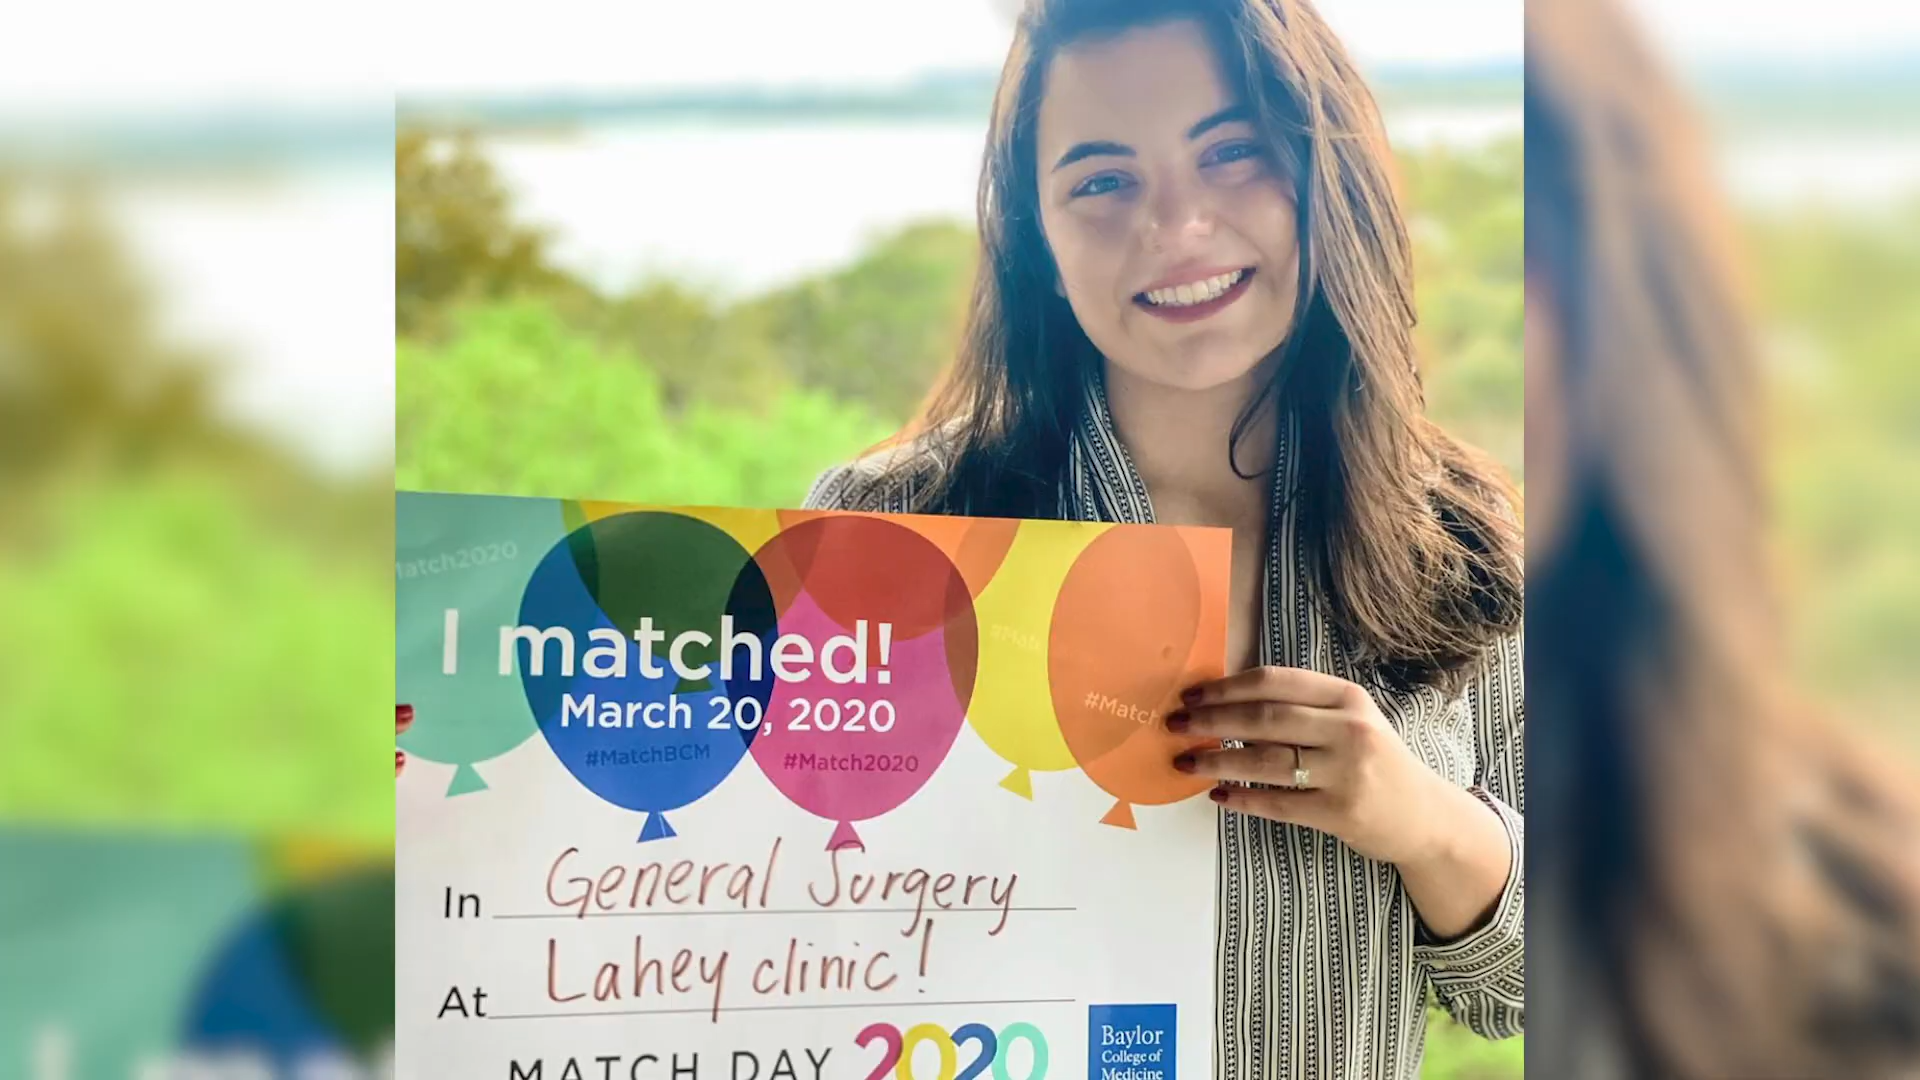 #Match2020
I matched!
March 20, 2020
#MatchBCM
#Match2020
#Match
In General Surgery
At Lahey clinic!
MATCH DAY 2020
Baylor
College of
Medicine